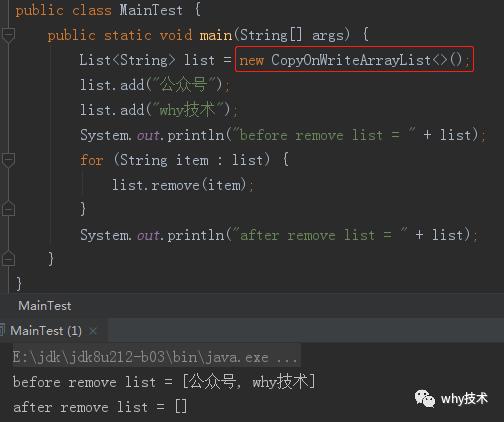 public class MainTest {
public static void main(String[] args) {
List<String> list = new CopyOnWriteArrayList<>();
list.add("公众号");
list.add("why技术");
System.out.println("before remove list = " + list);
for (String item : list) {
list.remove(item);
}
System.out.println("after remove list = " + list);
}
}
MainTest
MainTest (1) ×
E:\jdk\jdk8u212-b03\bin\java.exe ...
before remove list = [公众号, why技术]
after remove list = []
why技术